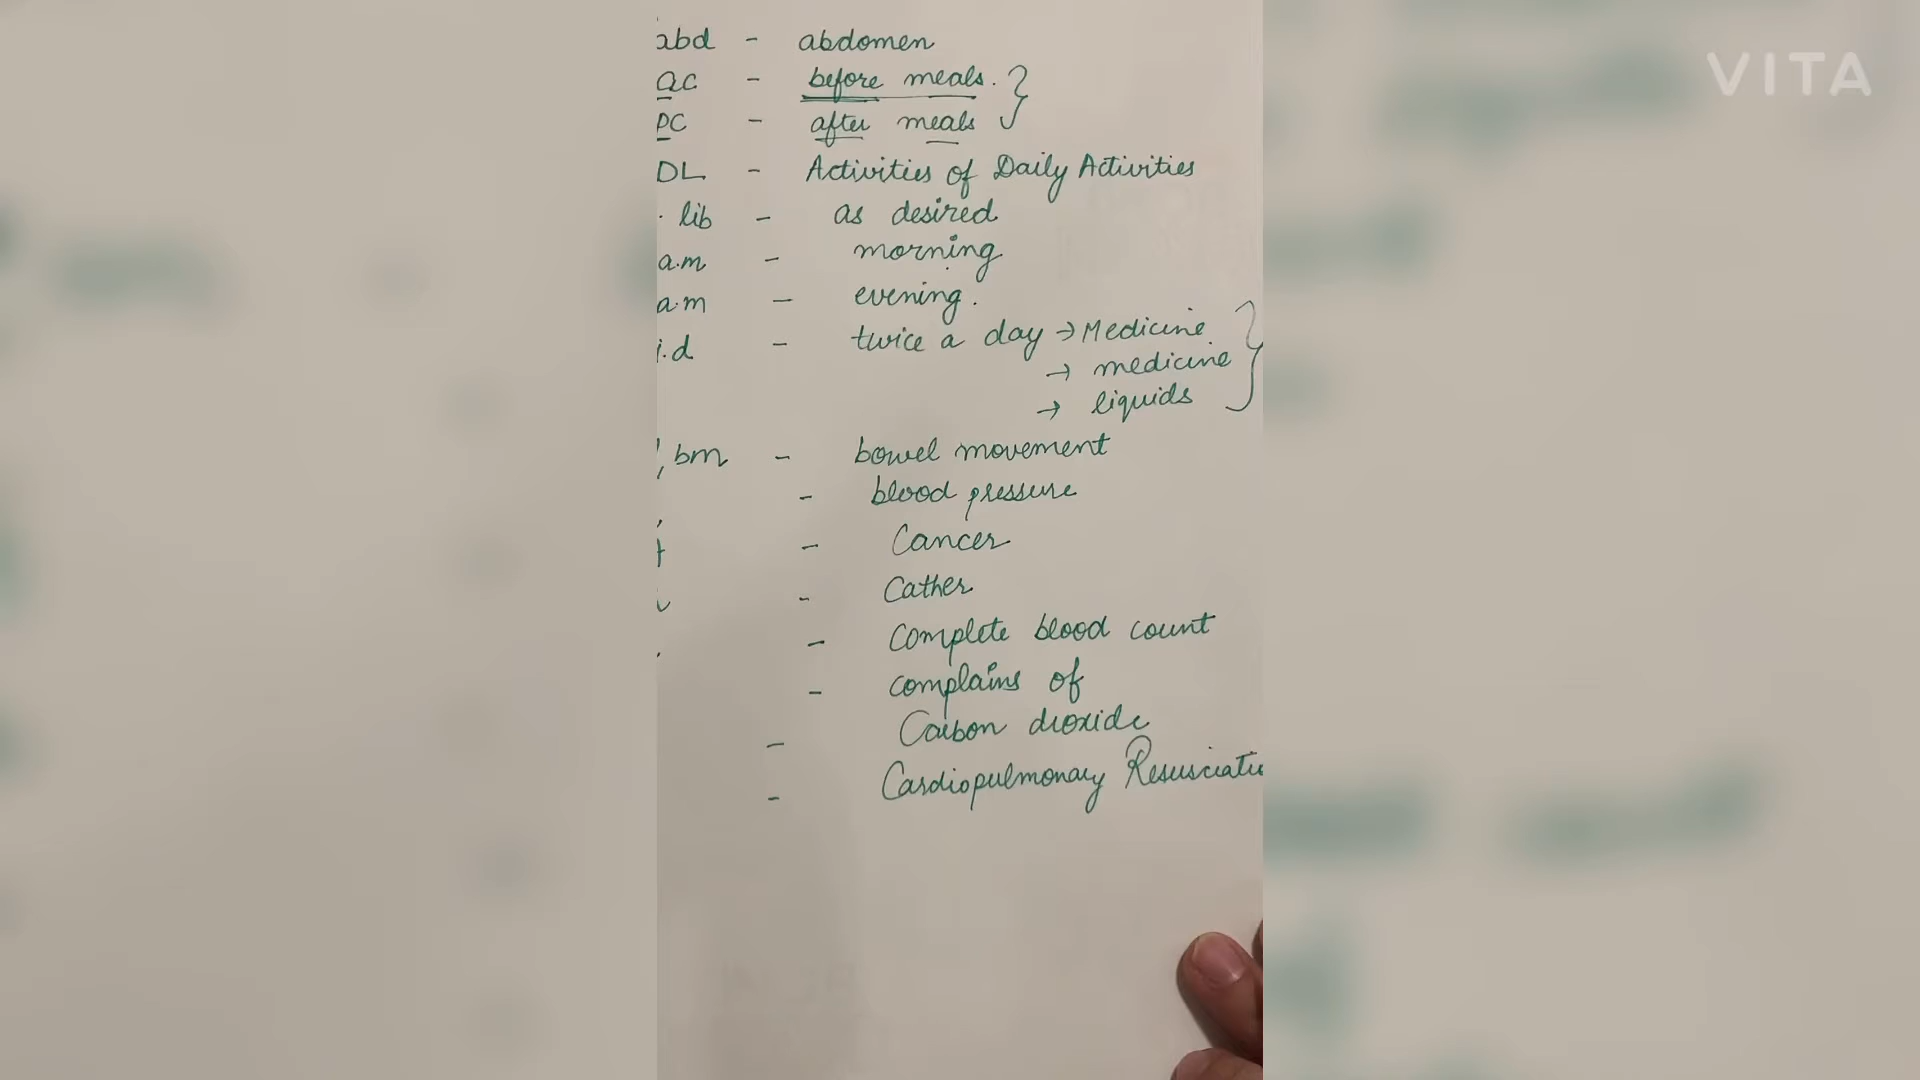 abd - abdomen
ac - before meals.
pc - after meals
DL - Activities of Daily Activities
. lib - as desired
a.m - morning
a.m - evening.
i.d - twice a day → Medicine
→ medicine
→ liquids
, bm - bowel movement
- blood pressure
- Cancer
- Cather
- Complete blood count
- complains of
- Carbon dioxide
- Cardiopulmonary Resusciatio
VITA